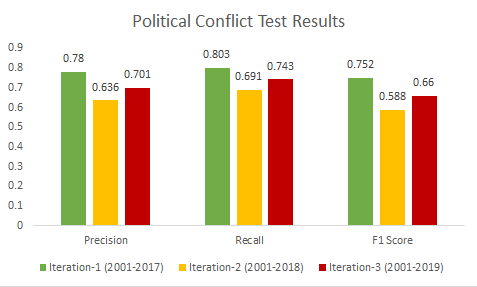 Political Conflict Test Results
0.9
0.8
0.7
0.6
0.5
0.4
0.3
0.2
0.1
0
0.78
0.636
0.701
0.803
0.691
0.743
0.752
0.588
0.66
Precision
Recall
F1 Score
Iteration-1 (2001-2017)
Iteration-2 (2001-2018)
Iteration-3 (2001-2019)